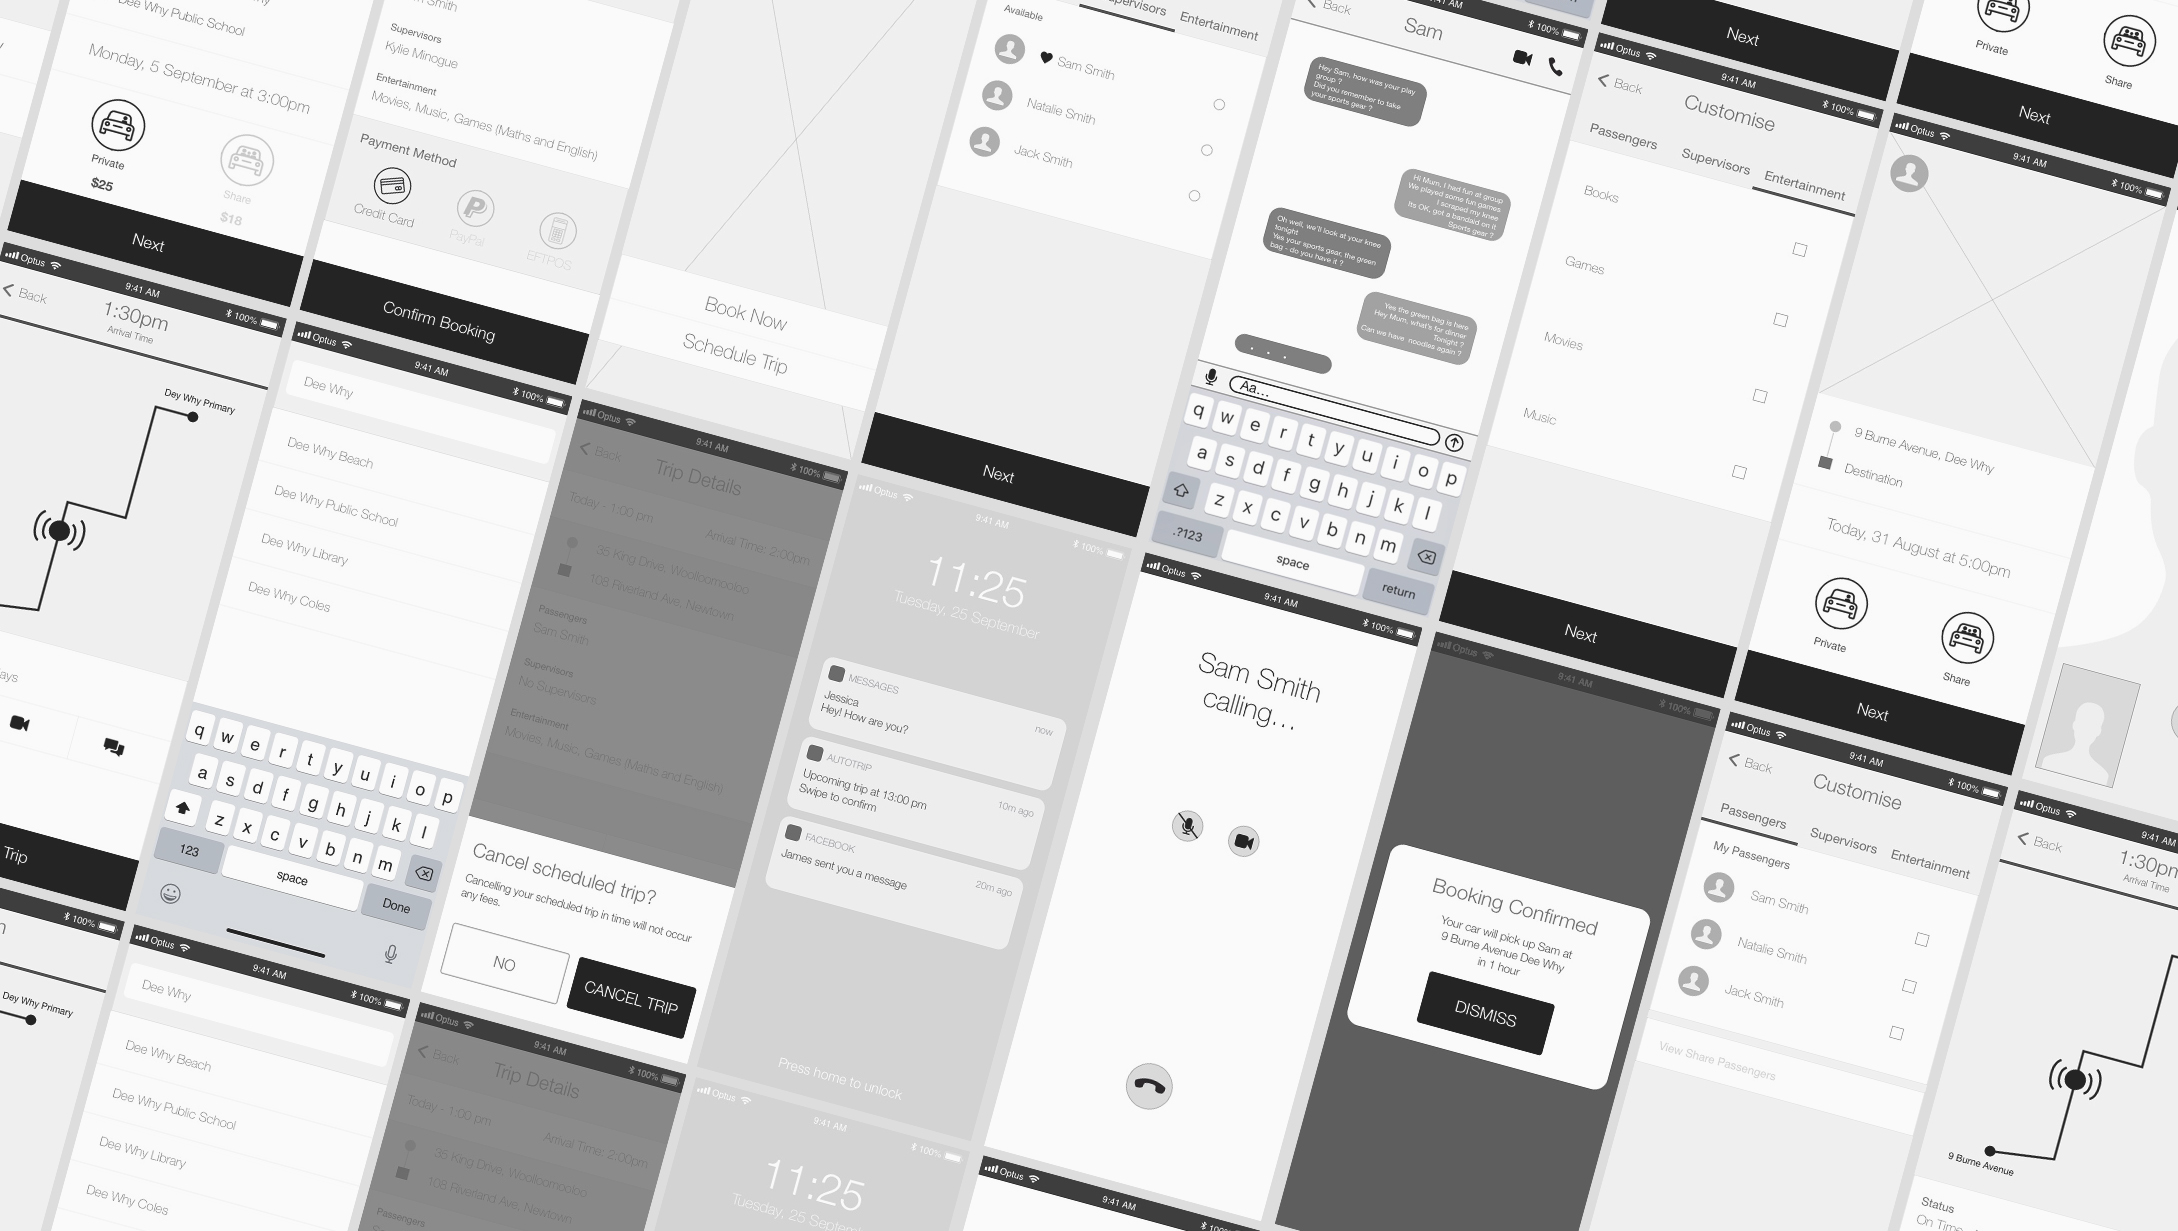 Dee Why Public School
Monday, 5 September at 3:00pm
Private
$25
Share
$18
Next
Optus
9:41 AM
100%
Back
1:30pm
Arrival Time
Dey Why Primary
Trip
100%
Dey Why Primary
Smith
Supervisors
Kylie Minogue
Entertainment
Movies, Music, Games (Maths and English)
Payment Method
Credit Card
PayPal
EFTPOS
Confirm Booking
Optus
9:41 AM
100%
Dee Why
Dee Why Beach
Dee Why Public School
Dee Why Library
Dee Why Coles
q w e r t y u i o p
a s d f g h j k l
z x c v b n m
123
space
Done
Optus
9:41 AM
100%
Dee Why
Dee Why Beach
Dee Why Public School
Dee Why Library
Dee Why Coles
Book Now
Schedule Trip
Optus
9:41 AM
100%
Back
Trip Details
Today - 1:00 pm
Arrival Time: 2:00pm
35 King Drive, Woolloomooloo
108 Riverland Ave, Newtown
Passengers
Sam Smith
Supervisors
No Supervisors
Entertainment
Movies, Music, Games (Maths and English)
Cancel scheduled trip?
Cancelling your scheduled trip in time will not occur
any fees.
NO
CANCEL TRIP
Optus
9:41 AM
100%
Back
Trip Details
Today - 1:00 pm
Arrival Time: 2:00pm
35 King Drive, Woolloomooloo
108 Riverland Ave, Newtown
Passengers
Entertainment
Available
Sam Smith
Natalie Smith
Jack Smith
Next
Optus
9:41 AM
100%
11:25
Tuesday, 25 September
MESSAGES
now
Jessica
Hey! How are you?
AUTOTRIP
10m ago
Upcoming trip at 13:00 pm
Swipe to confirm
FACEBOOK
20m ago
James sent you a message
Press home to unlock
Optus
9:41 AM
100%
11:25
Tuesday, 25
AM
100%
Back
Sam
Hey Sam, how was your play
group ?
Did you remember to take
your sports gear ?
Hi Mum, I had fun at group
We played some fun games
I scraped my knee
Its OK, got a bandaid on it
Sports gear ?
Oh well, we'll look at your knee
tonight
Yes your sports gear, the green
bag - do you have it ?
Yes the green bag is here
Hey Mum, what's for dinner
Tonight ?
Can we have noodles again ?
. . .
Aa...
q w e r t y u i o p
a s d f g h j k l
z x c v b n m
.?123
space
return
Optus
9:41 AM
100%
Sam Smith
calling...
Optus
9:41 AM
Next
Optus
9:41 AM
100%
Back
Customise
Passengers
Supervisors
Entertainment
Books
Games
Movies
Music
Next
Optus
9:41 AM
100%
Booking Confirmed
Your car will pick up Sam at
9 Burne Avenue Dee Why
in 1 hour
DISMISS
Private
Share
Next
Optus
9:41 AM
100%
9 Burne Avenue, Dee Why
Destination
Today, 31 August at 5:00pm
Private
Share
Next
Optus
9:41 AM
100%
Back
Customise
Passengers
Supervisors
Entertainment
My Passengers
Sam Smith
Natalie Smith
Jack Smith
View Share Passengers
Optus
9:41 AM
Back
1:30pm
Arrival Time
9 Burne Avenue
Status